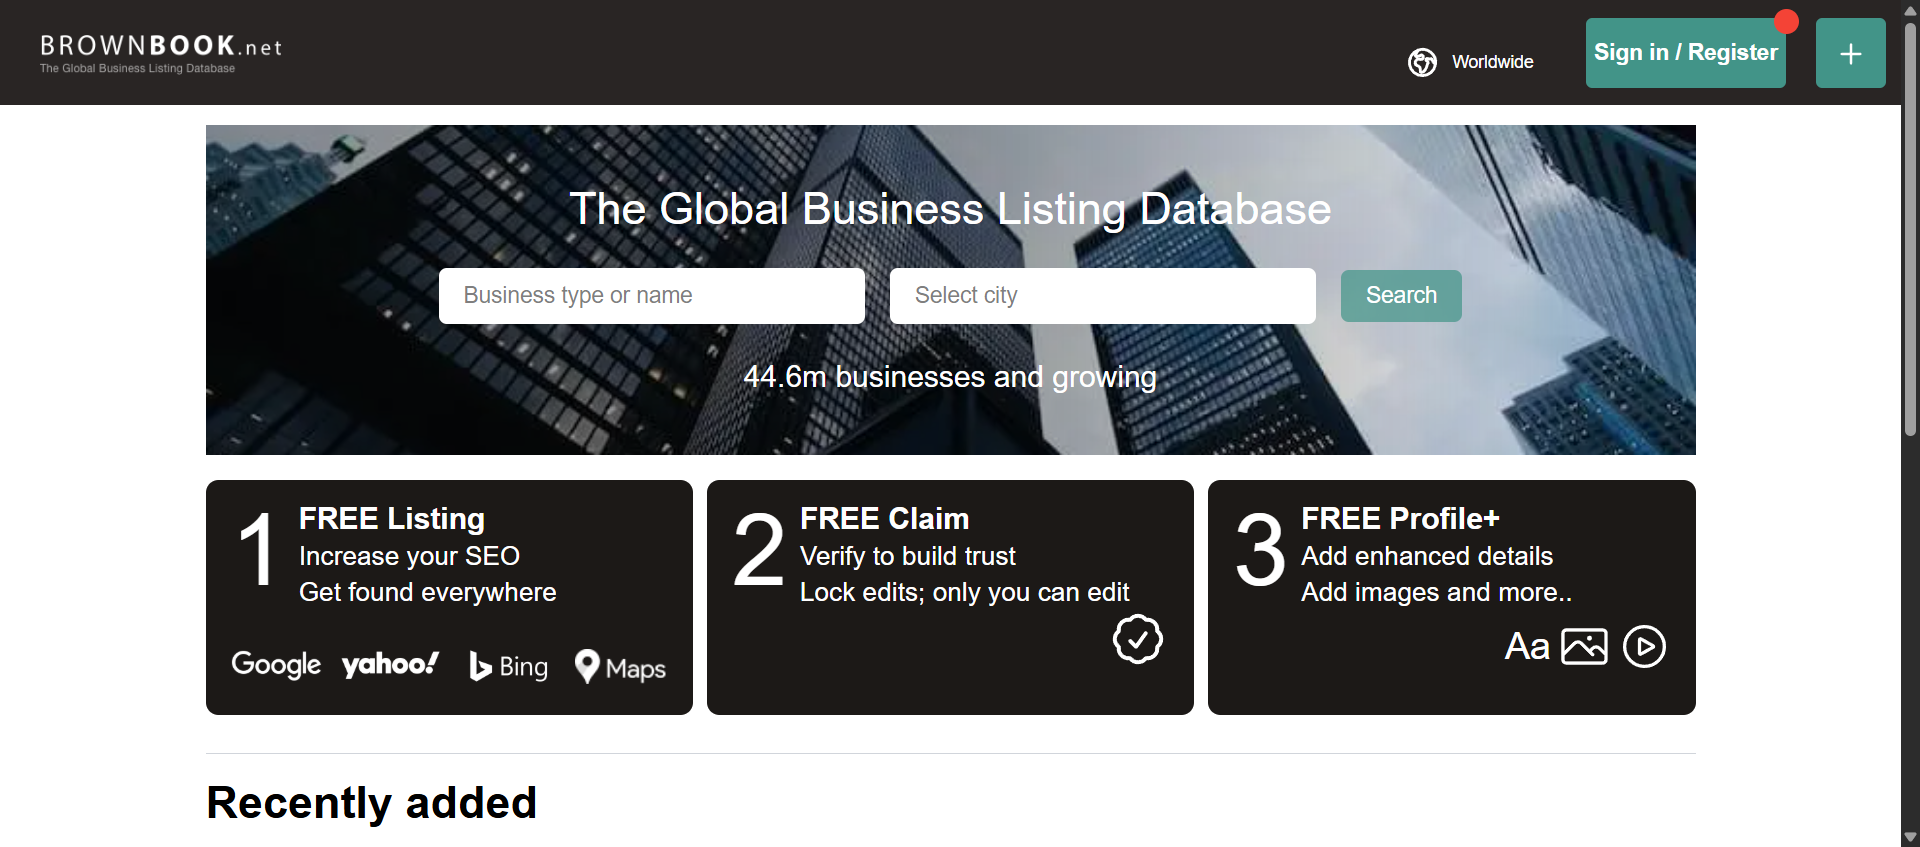 BROWNBOOK.net
The Global Business Listing Database
Worldwide
Sign in / Register
+
The Global Business Listing Database
Business type or name
Select city
Search
44.6m businesses and growing
1
FREE Listing
Increase your SEO
Get found everywhere
Google yahoo! Bing Maps
2
FREE Claim
Verify to build trust
Lock edits; only you can edit
3
FREE Profile+
Add enhanced details
Add images and more..
Aa
Recently added